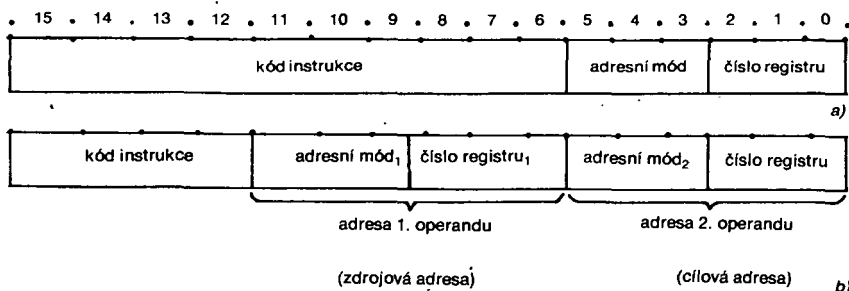 15 14 13 12 11 10 9 8 7 6 5 4 3 2 1 0
kód instrukce adresní mód číslo registru
a)
kód instrukce adresní mód₁ číslo registru₁ adresní mód₂ číslo registru
adresa 1. operandu adresa 2. operandu
(zdrojová adresa) (cílová adresa)
b)